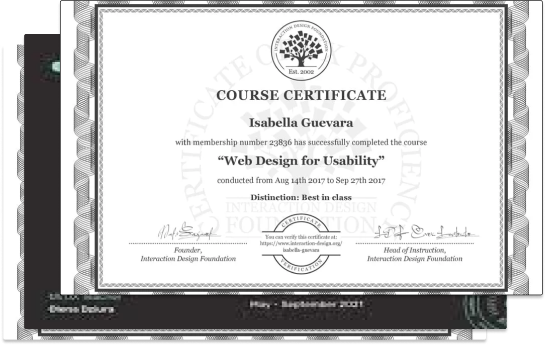 INTERACTION DESIGN FOUNDATION
Est. 2002
COURSE CERTIFICATE
Isabella Guevara
with membership number 23836 has successfully completed the course
“Web Design for Usability”
conducted from Aug 14th 2017 to Sep 27th 2017
Distinction: Best in class
CERTIFICATE OF UX PROFICIENCY
INTERACTION DESIGN
FOUNDATION
CERTIFICATE
You can verify this certificate at:
https://www.interaction-design.org/
isabella-guevara
VERIFICATION
Founder,
Interaction Design Foundation
Head of Instruction,
Interaction Design Foundation
May - September 2021